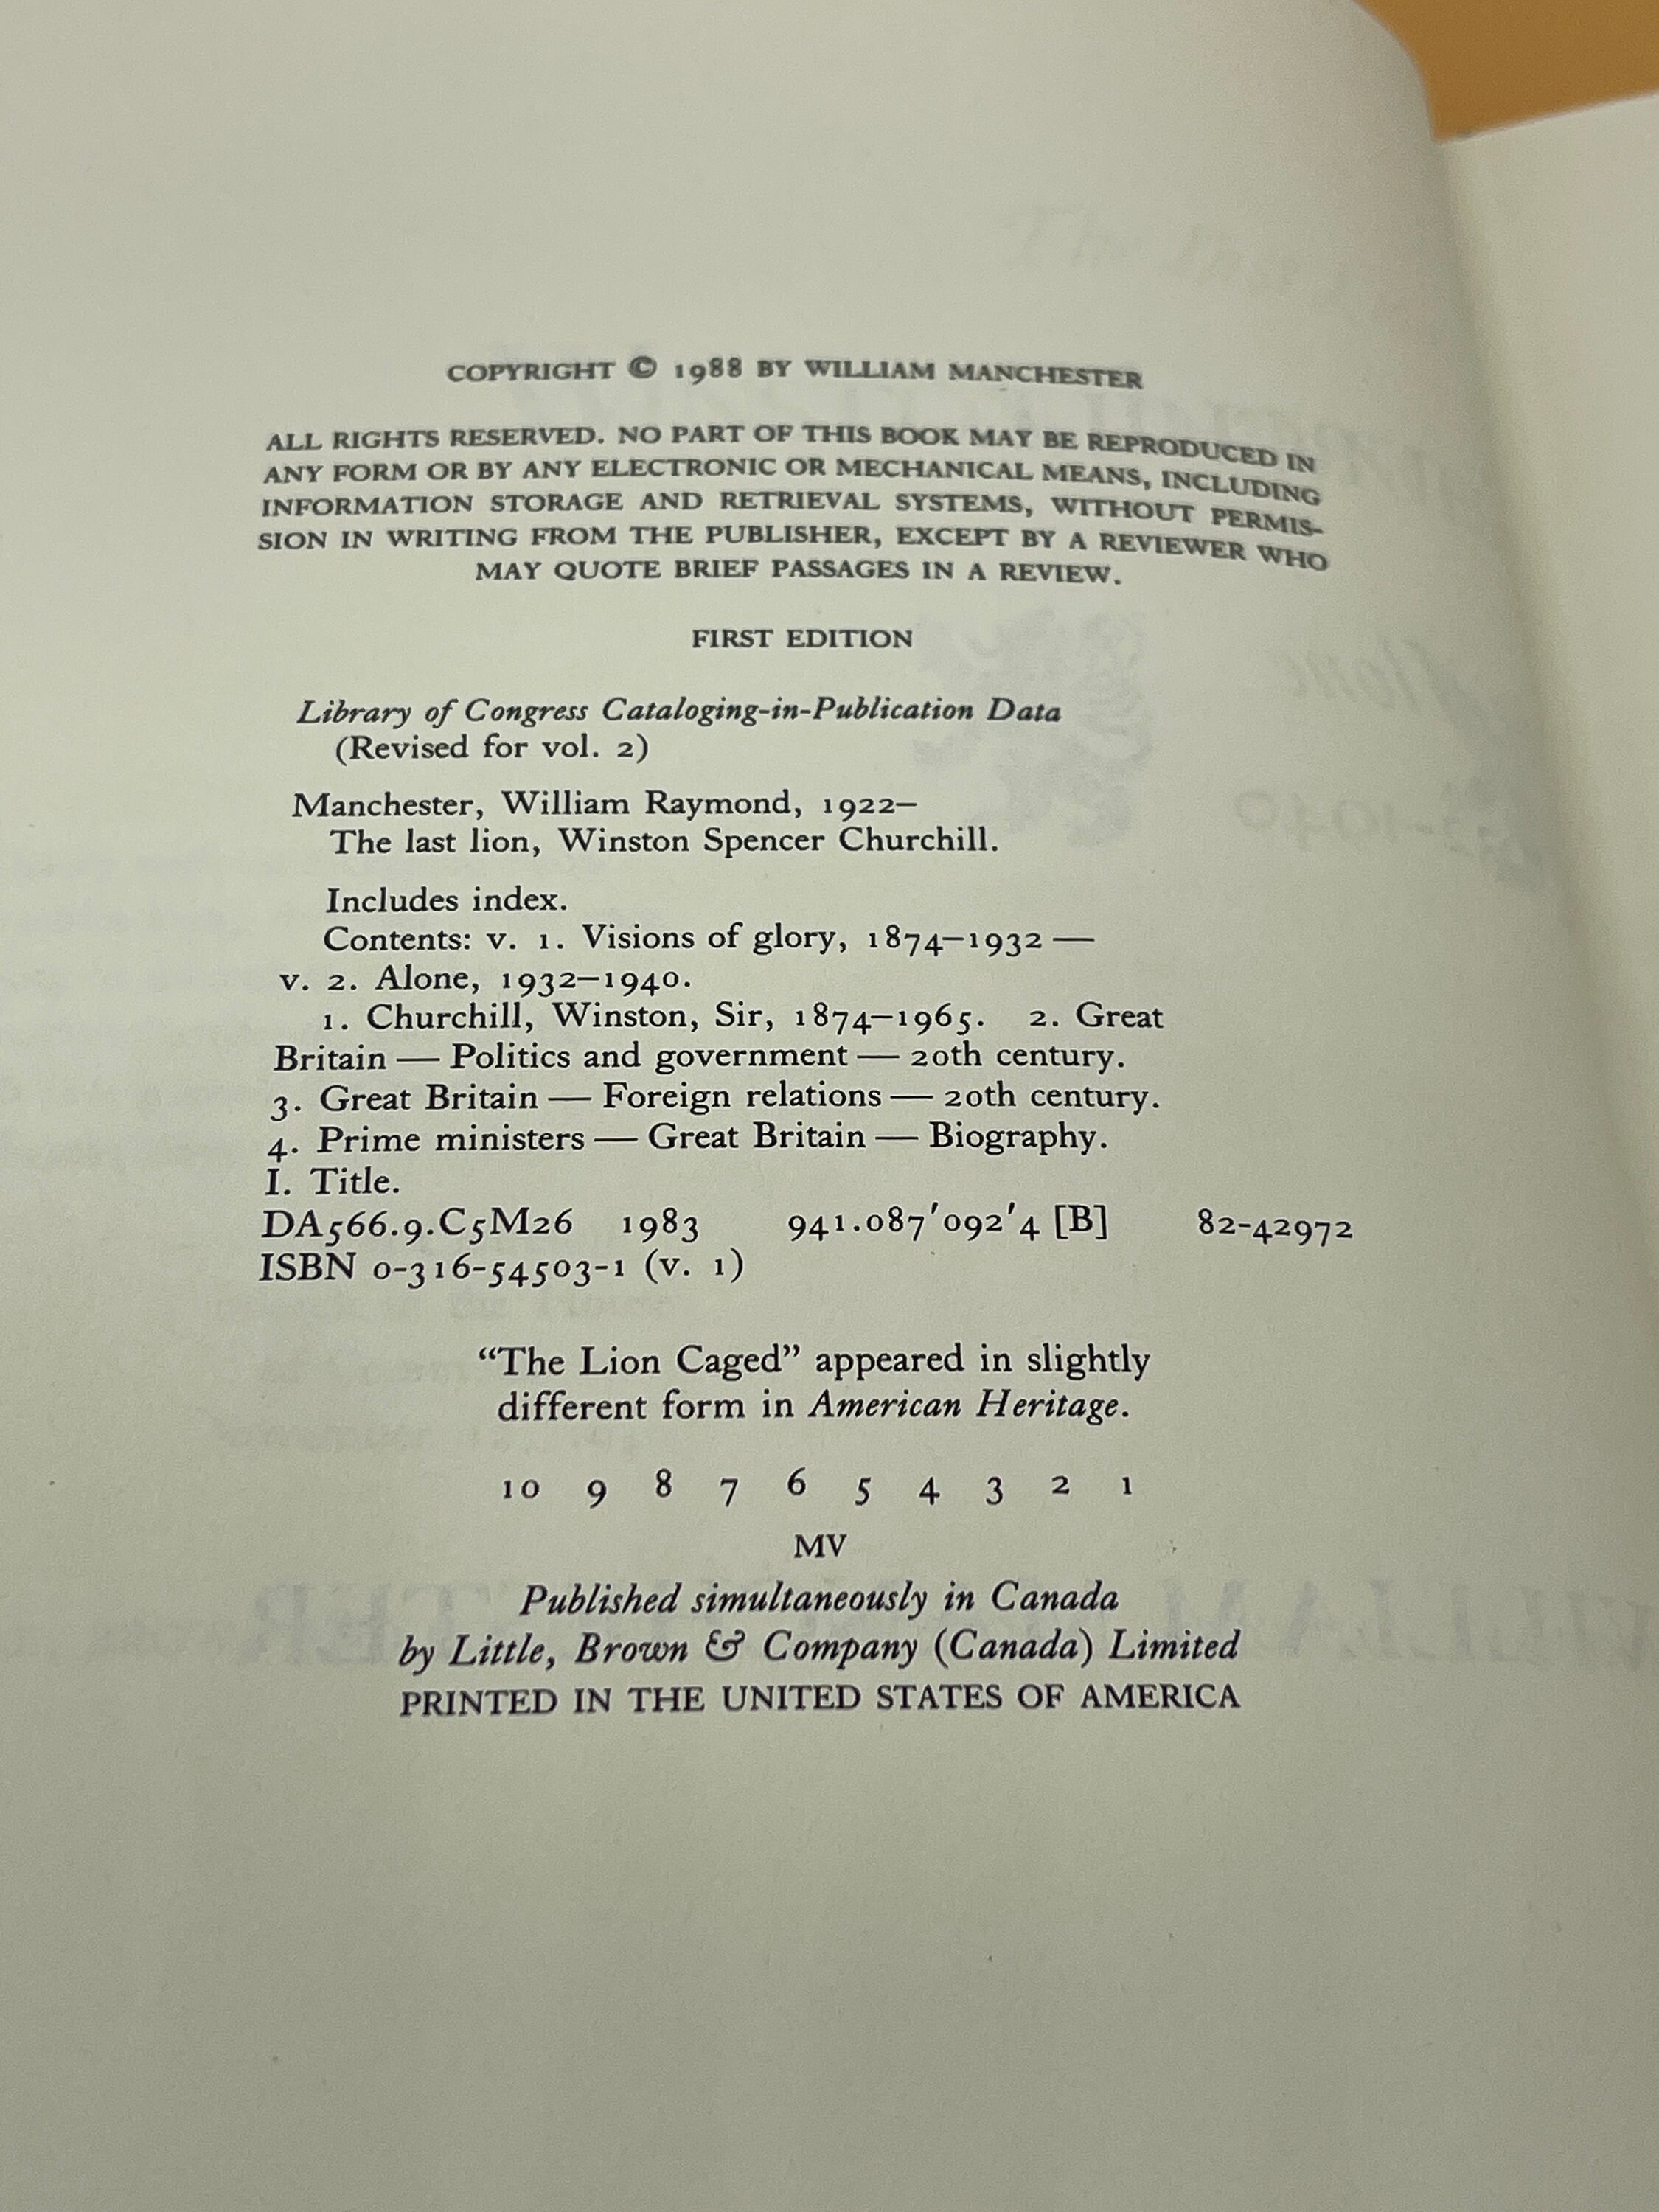 COPYRIGHT © 1988 BY WILLIAM MANCHESTER
ALL RIGHTS RESERVED. NO PART OF THIS BOOK MAY BE REPRODUCED IN
ANY FORM OR BY ANY ELECTRONIC OR MECHANICAL MEANS, INCLUDING
INFORMATION STORAGE AND RETRIEVAL SYSTEMS, WITHOUT PERMIS-
SION IN WRITING FROM THE PUBLISHER, EXCEPT BY A REVIEWER WHO
MAY QUOTE BRIEF PASSAGES IN A REVIEW.
FIRST EDITION
Library of Congress Cataloging-in-Publication Data
(Revised for vol. 2)
Manchester, William Raymond, 1922–
The last lion, Winston Spencer Churchill.
Includes index.
Contents: v. 1. Visions of glory, 1874–1932 —
v. 2. Alone, 1932–1940.
1. Churchill, Winston, Sir, 1874–1965. 2. Great
Britain — Politics and government — 20th century.
3. Great Britain — Foreign relations — 20th century.
4. Prime ministers — Great Britain — Biography.
I. Title.
DA566.9.C5M26 1983 941.087′092′4 [B] 82-42972
ISBN 0-316-54503-1 (v. 1)
“The Lion Caged” appeared in slightly
different form in American Heritage.
10 9 8 7 6 5 4 3 2 1
MV
Published simultaneously in Canada
by Little, Brown & Company (Canada) Limited
PRINTED IN THE UNITED STATES OF AMERICA